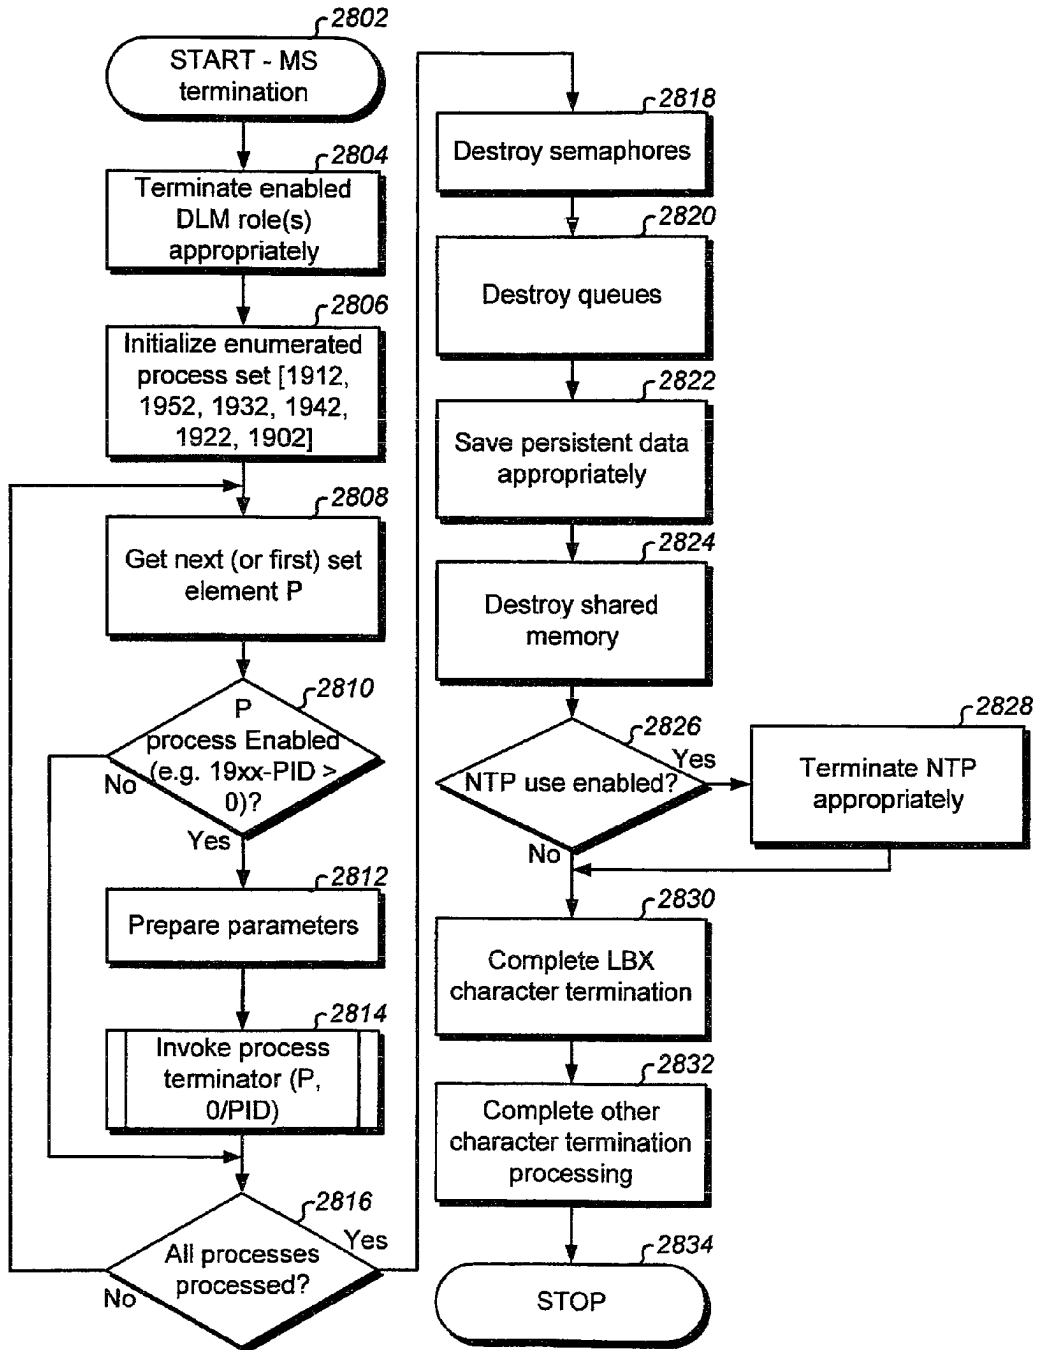 2802
START - MS
termination
2804
Terminate enabled
DLM role(s)
appropriately
2806
Initialize enumerated
process set [1912,
1952, 1932, 1942,
1922, 1902]
2808
Get next (or first) set
element P
2810
P
process Enabled
(e.g. 19xx-PID >
0)?
No
Yes
2812
Prepare parameters
2814
Invoke process
terminator (P,
0/PID)
2816
All processes
processed?
Yes
No
2818
Destroy semaphores
2820
Destroy queues
2822
Save persistent data
appropriately
2824
Destroy shared
memory
2826
NTP use enabled?
Yes
No
2828
Terminate NTP
appropriately
2830
Complete LBX
character termination
2832
Complete other
character termination
processing
2834
STOP